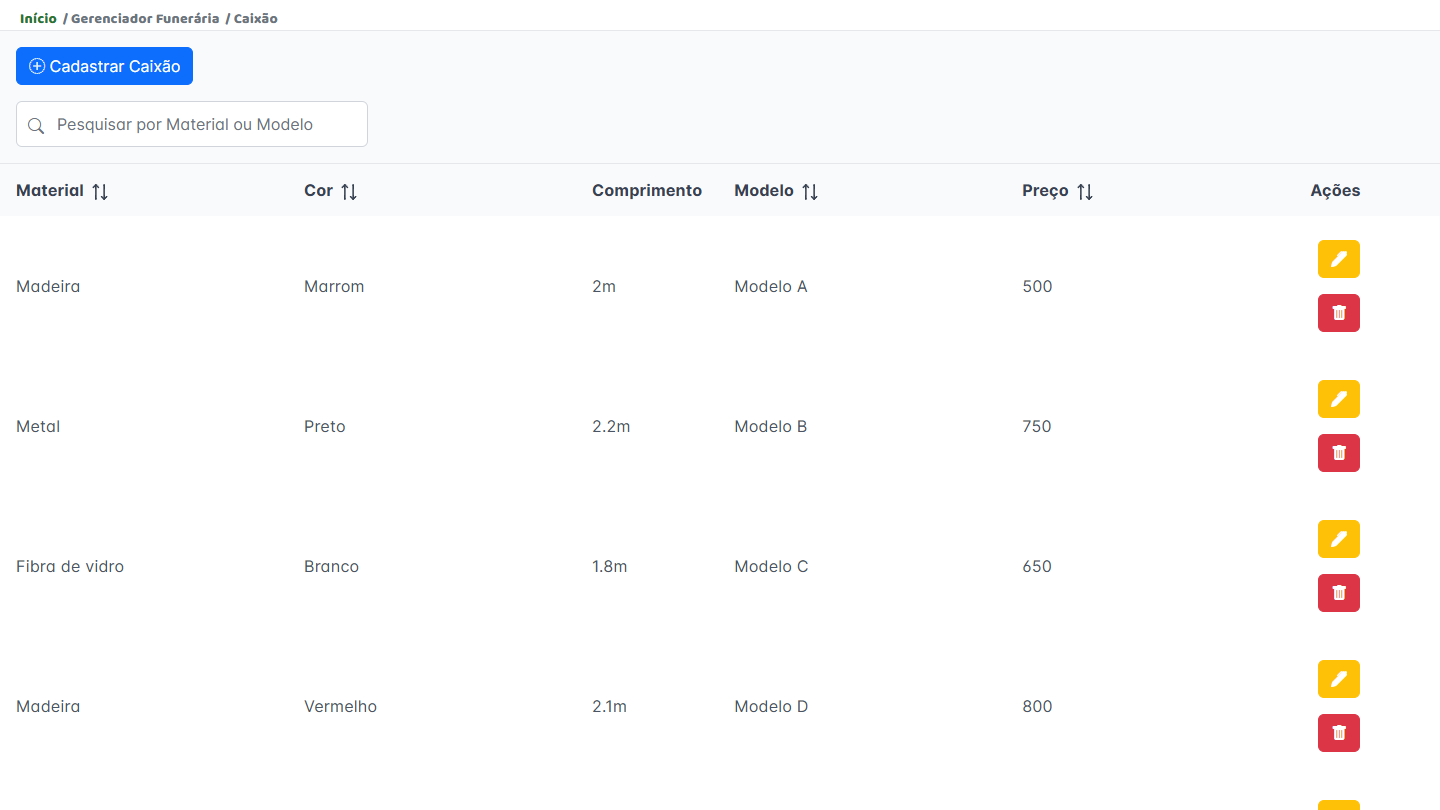 Início / Gerenciador Funerária / Caixão
Cadastrar Caixão
Pesquisar por Material ou Modelo
Material Cor Comprimento Modelo Preço Ações
Madeira Marrom 2m Modelo A 500
Metal Preto 2.2m Modelo B 750
Fibra de vidro Branco 1.8m Modelo C 650
Madeira Vermelho 2.1m Modelo D 800